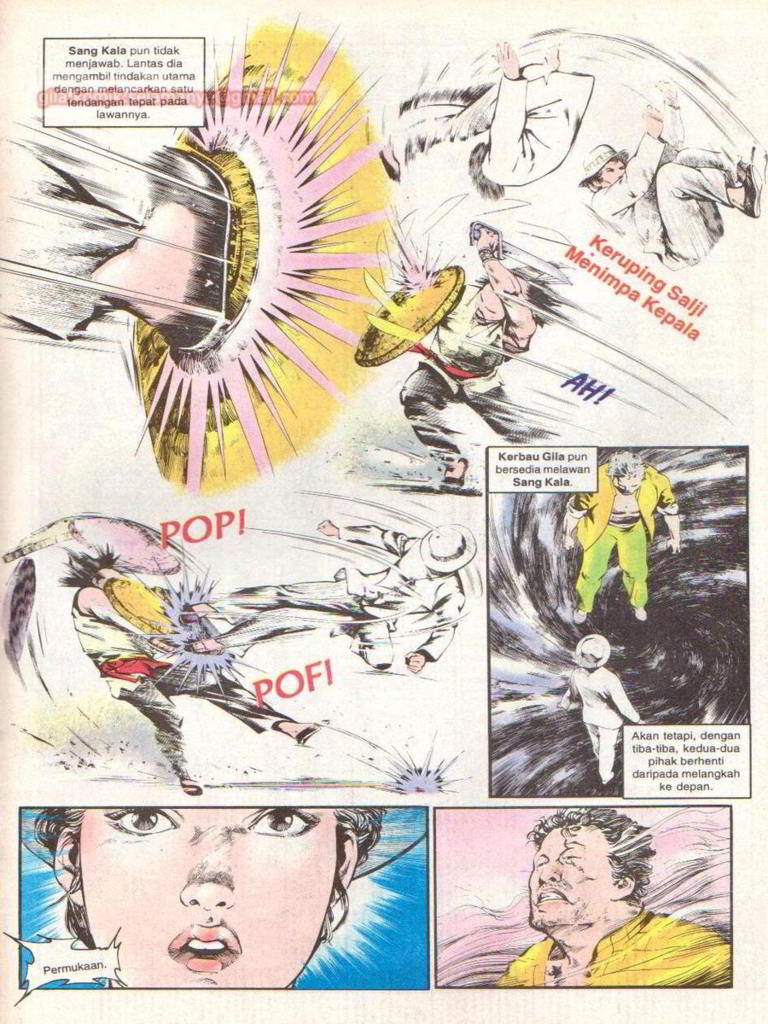 Sang Kala pun tidak
menjawab. Lantas dia
mengambil tindakan utama
dengan melancarkan satu
tendangan tepat pada
lawannya.
Keruping Salji
Menimpa Kepala
AH!
Kerbau Gila pun
bersedia melawan
Sang Kala.
POP!
POF!
Akan tetapi, dengan
tiba-tiba, kedua-dua
pihak berhenti
daripada melangkah
ke depan.
Permukaan.